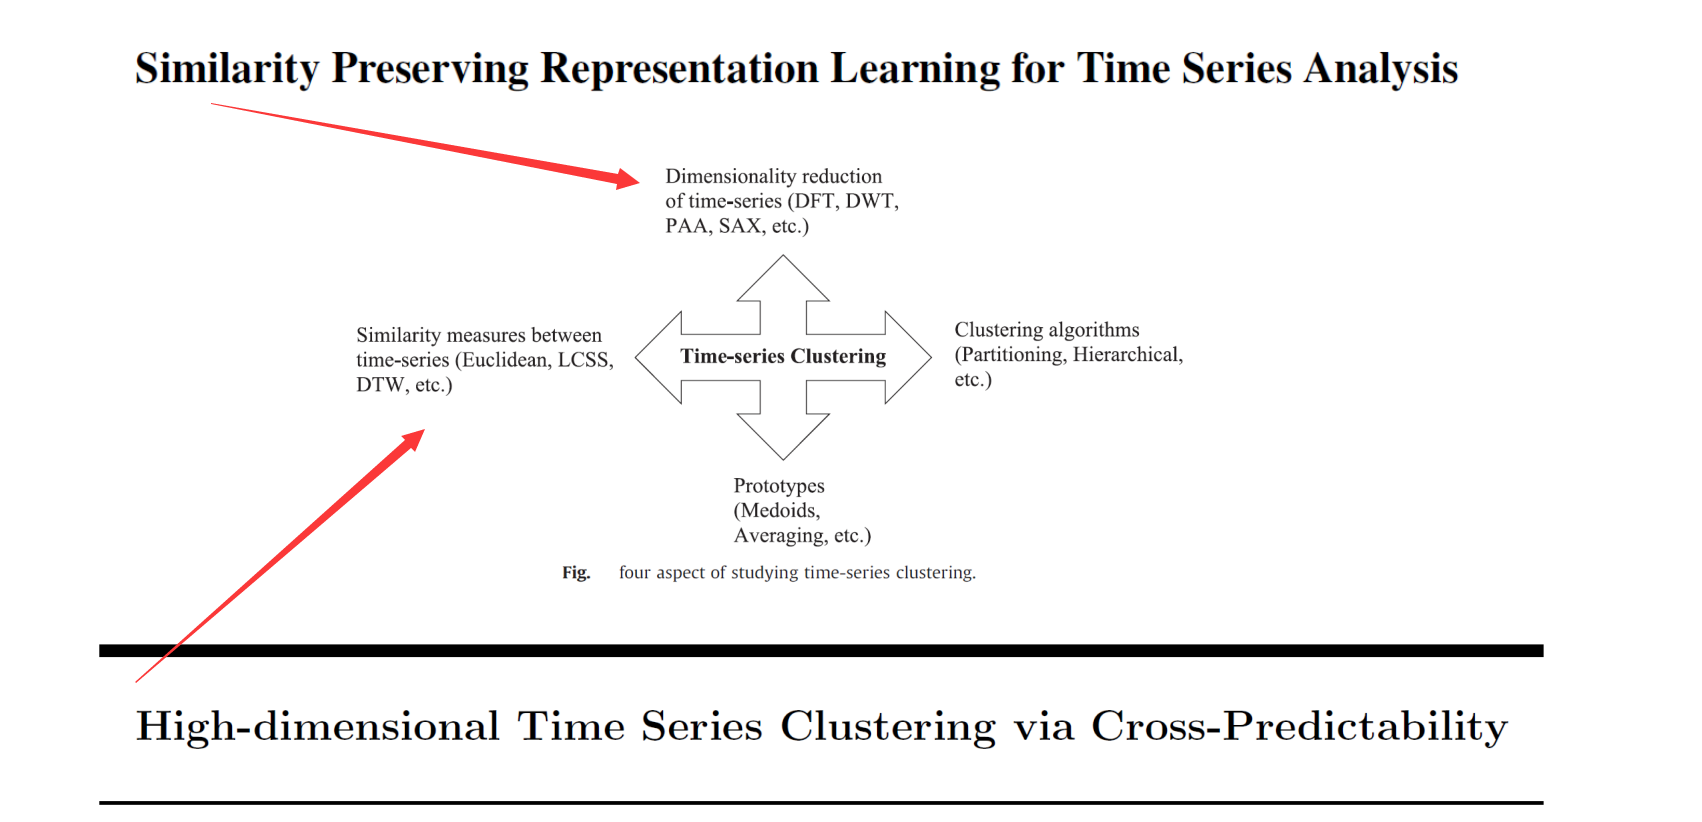 Similarity Preserving Representation Learning for Time Series Analysis
Dimensionality reduction
of time-series (DFT, DWT,
PAA, SAX, etc.)
Similarity measures between
time-series (Euclidean, LCSS,
DTW, etc.)
Time-series Clustering
Clustering algorithms
(Partitioning, Hierarchical,
etc.)
Prototypes
(Medoids,
Averaging, etc.)
Fig. four aspect of studying time-series clustering.
High-dimensional Time Series Clustering via Cross-Predictability